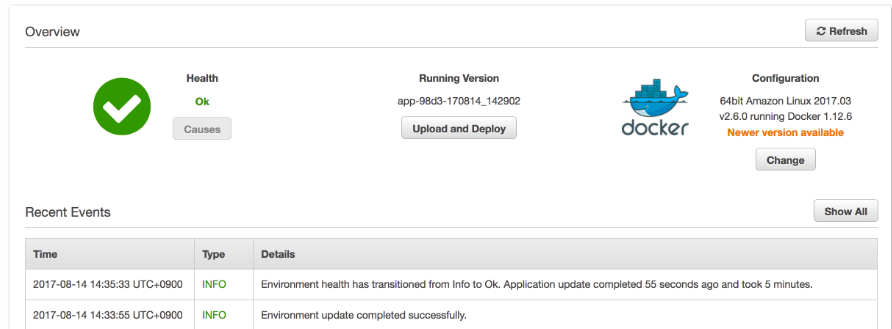 Overview
Refresh
Health
Ok
Causes
Running Version
app-98d3-170814_142902
Upload and Deploy
docker
Configuration
64bit Amazon Linux 2017.03
v2.6.0 running Docker 1.12.6
Newer version available
Change
Recent Events
Show All
Time Type Details
2017-08-14 14:35:33 UTC+0900 INFO Environment health has transitioned from Info to Ok. Application update completed 55 seconds ago and took 5 minutes.
2017-08-14 14:33:55 UTC+0900 INFO Environment update completed successfully.